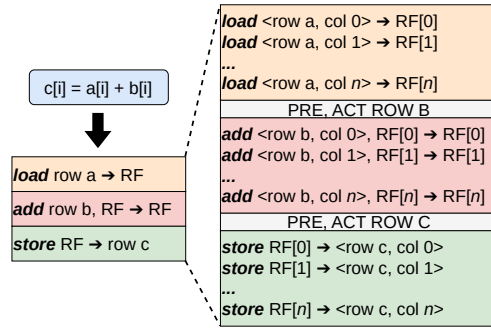 c[i] = a[i] + b[i]
load row a ➔ RF
add row b, RF ➔ RF
store RF ➔ row c
load <row a, col 0> ➔ RF[0]
load <row a, col 1> ➔ RF[1]
...
load <row a, col n> ➔ RF[n]
PRE, ACT ROW B
add <row b, col 0>, RF[0] ➔ RF[0]
add <row b, col 1>, RF[1] ➔ RF[1]
...
add <row b, col n>, RF[n] ➔ RF[n]
PRE, ACT ROW C
store RF[0] ➔ <row c, col 0>
store RF[1] ➔ <row c, col 1>
...
store RF[n] ➔ <row c, col n>